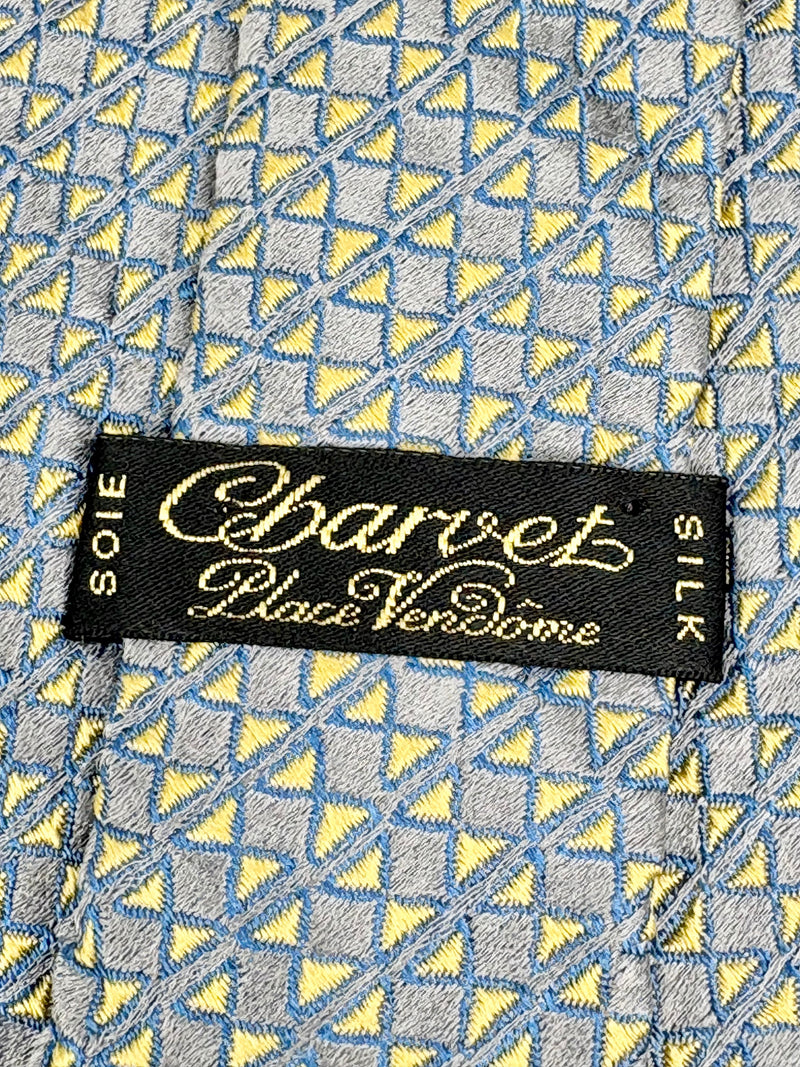 SOIE
Charvet
Place Vendôme
SILK